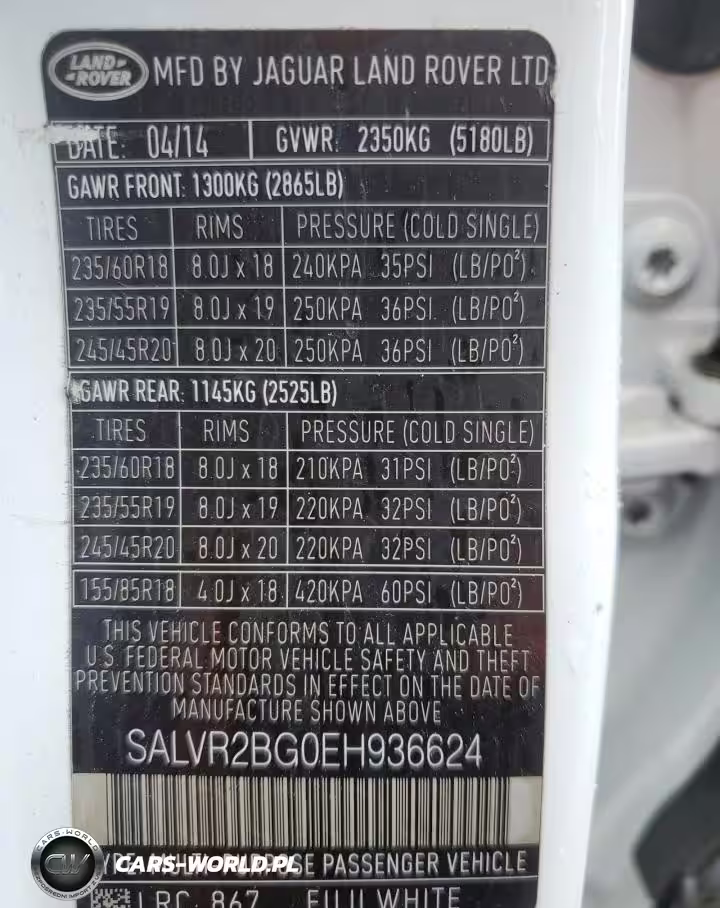 LAND-
-ROVER
MFD BY JAGUAR LAND ROVER LTD
DATE: 04/14 GVWR: 2350KG (5180LB)
GAWR FRONT: 1300KG (2865LB)
TIRES RIMS PRESSURE (COLD SINGLE)
235/60R18 8.0J x 18 240KPA 35PSI (LB/PO²)
235/55R19 8.0J x 19 250KPA 36PSI (LB/PO²)
245/45R20 8.0J x 20 250KPA 36PSI (LB/PO²)
GAWR REAR: 1145KG (2525LB)
TIRES RIMS PRESSURE (COLD SINGLE)
235/60R18 8.0J x 18 210KPA 31PSI (LB/PO²)
235/55R19 8.0J x 19 220KPA 32PSI (LB/PO²)
245/45R20 8.0J x 20 220KPA 32PSI (LB/PO²)
155/85R18 4.0J x 18 420KPA 60PSI (LB/PO²)
THIS VEHICLE CONFORMS TO ALL APPLICABLE
U.S. FEDERAL MOTOR VEHICLE SAFETY AND THEFT
PREVENTION STANDARDS IN EFFECT ON THE DATE OF
MANUFACTURE SHOWN ABOVE
SALVR2BG0EH936624
PASSENGER VEHICLE
CARS-WORLD
CW
CARS-WORLD.PL
LRC 867 FUJI WHITE